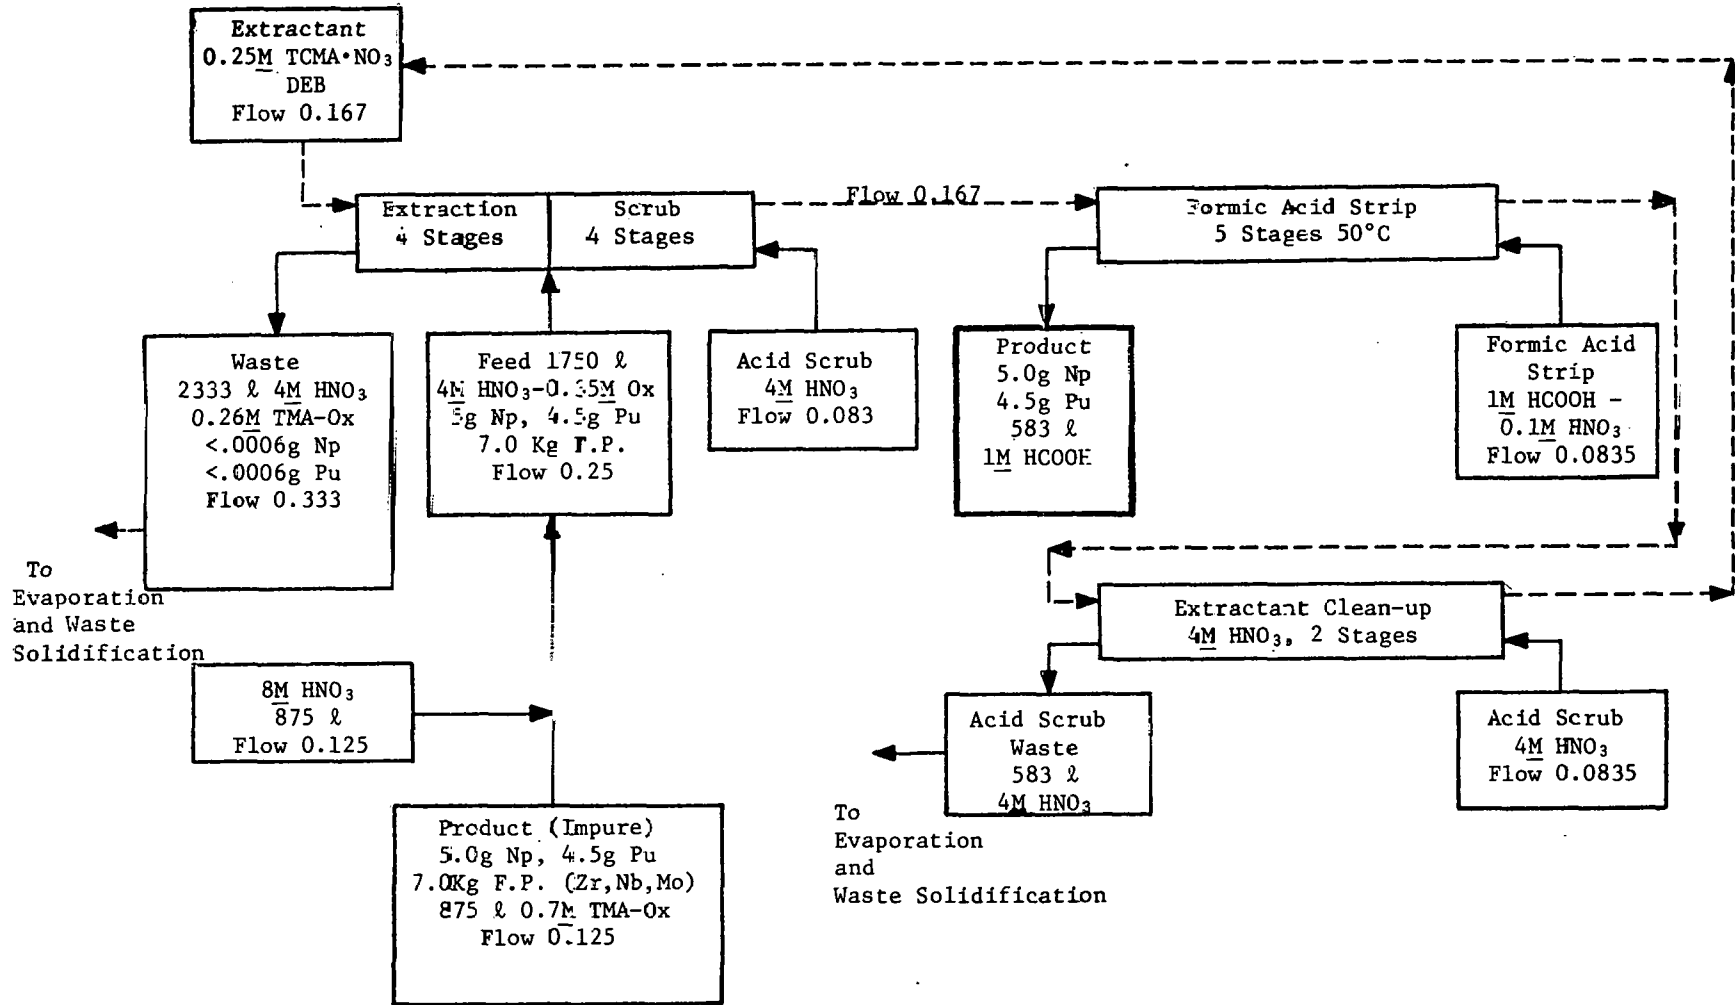 Extractant
0.25M TCMA•NO3
DEB
Flow 0.167
Extraction
4 Stages
Scrub
4 Stages
Flow 0.167
Formic Acid Strip
5 Stages 50°C
Waste
2333 ℓ 4M HNO3
0.26M TMA-Ox
<.0006g Np
<.0006g Pu
Flow 0.333
Feed 1750 ℓ
4M HNO3-0.35M Ox
5g Np, 4.5g Pu
7.0 Kg F.P.
Flow 0.25
Acid Scrub
4M HNO3
Flow 0.083
Product
5.0g Np
4.5g Pu
583 ℓ
1M HCOOH
Formic Acid
Strip
1M HCOOH -
0.1M HNO3
Flow 0.0835
To
Evaporation
and Waste
Solidification
Extractant Clean-up
4M HNO3, 2 Stages
8M HNO3
875 ℓ
Flow 0.125
Acid Scrub
Waste
583 ℓ
4M HNO3
Acid Scrub
4M HNO3
Flow 0.0835
Product (Impure)
5.0g Np, 4.5g Pu
7.0Kg F.P. (Zr,Nb,Mo)
875 ℓ 0.7M TMA-Ox
Flow 0.125
To
Evaporation
and
Waste Solidification